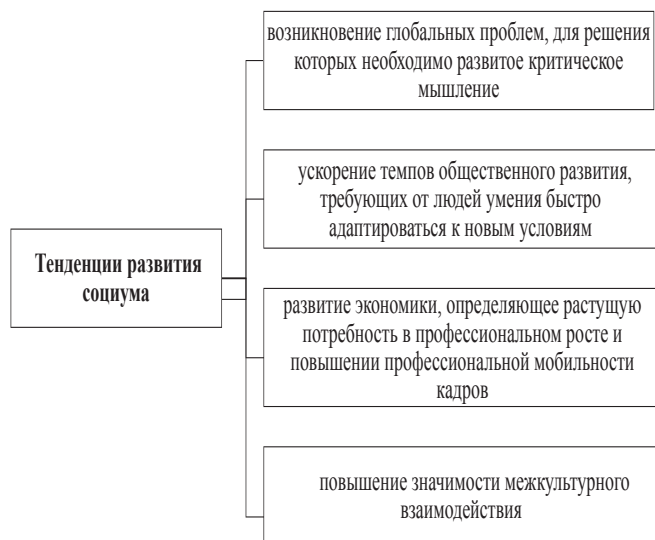 возникновение глобальных проблем, для решения
которых необходимо развитое критическое
мышление
ускорение темпов общественного развития,
требующих от людей умения быстро
адаптироваться к новым условиям
Тенденции развития
социума
развитие экономики, определяющее растущую
потребность в профессиональном росте и
повышении профессиональной мобильности
кадров
повышение значимости межкультурного
взаимодействия